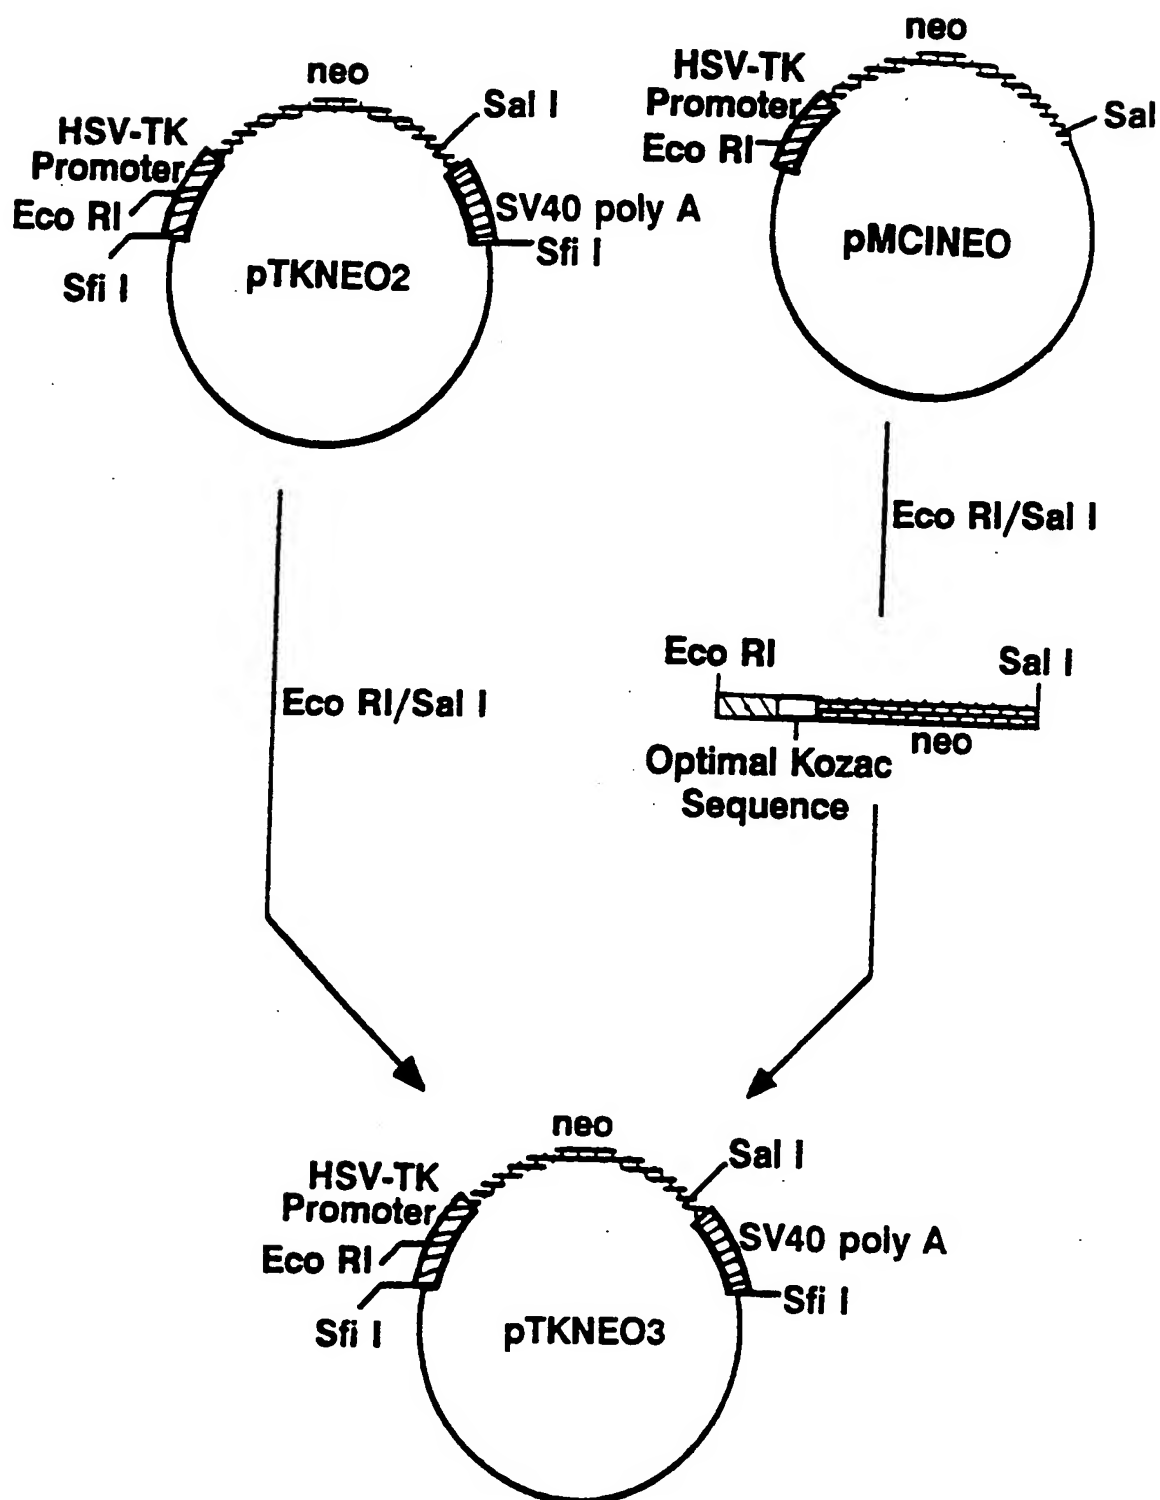 neo
HSV-TK
Promoter
Eco RI
Sfi I
Sal I
SV40 poly A
Sfi I
pTKNEO2
neo
HSV-TK
Promoter
Eco RI
Sal
pMCINEO
Eco RI/Sal I
Eco RI/Sal I
Eco RI
Sal I
neo
Optimal Kozac
Sequence
neo
HSV-TK
Promoter
Eco RI
Sfi I
Sal I
SV40 poly A
Sfi I
pTKNEO3